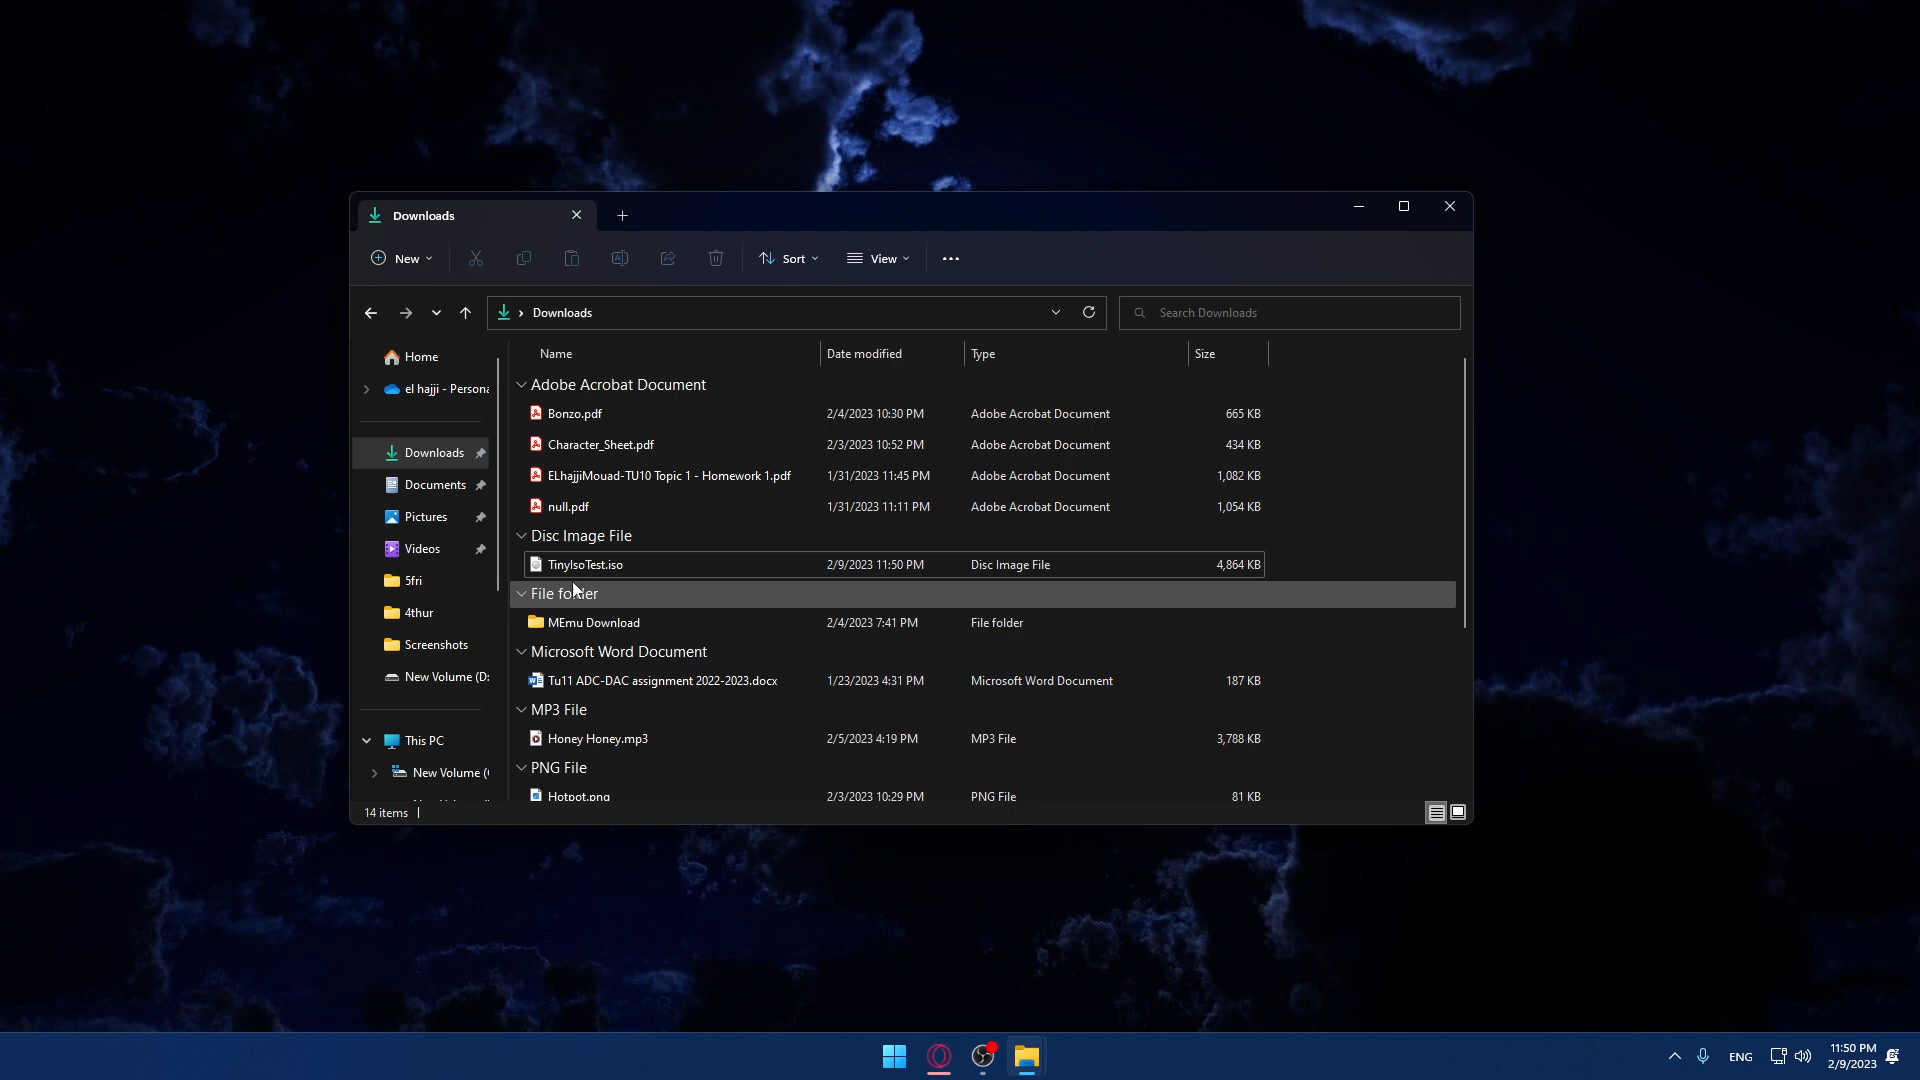 Downloads
New
Sort
View
Downloads
Search Downloads
Home
el hajji - Persona
Downloads
Documents
Pictures
Videos
5fri
4thur
Screenshots
New Volume (D:
This PC
New Volume (
Name Date modified Type Size
Adobe Acrobat Document
Bonzo.pdf 2/4/2023 10:30 PM Adobe Acrobat Document 665 KB
Character_Sheet.pdf 2/3/2023 10:52 PM Adobe Acrobat Document 434 KB
ELhajjiMouad-TU10 Topic 1 - Homework 1.pdf 1/31/2023 11:45 PM Adobe Acrobat Document 1,082 KB
null.pdf 1/31/2023 11:11 PM Adobe Acrobat Document 1,054 KB
Disc Image File
TinyIsoTest.iso 2/9/2023 11:50 PM Disc Image File 4,864 KB
File folder
MEmu Download 2/4/2023 7:41 PM File folder
Microsoft Word Document
Tu11 ADC-DAC assignment 2022-2023.docx 1/23/2023 4:31 PM Microsoft Word Document 187 KB
MP3 File
Honey Honey.mp3 2/5/2023 4:19 PM MP3 File 3,788 KB
PNG File
Hotpot.png 2/3/2023 10:29 PM PNG File 81 KB
14 items
ENG
11:50 PM
2/9/2023